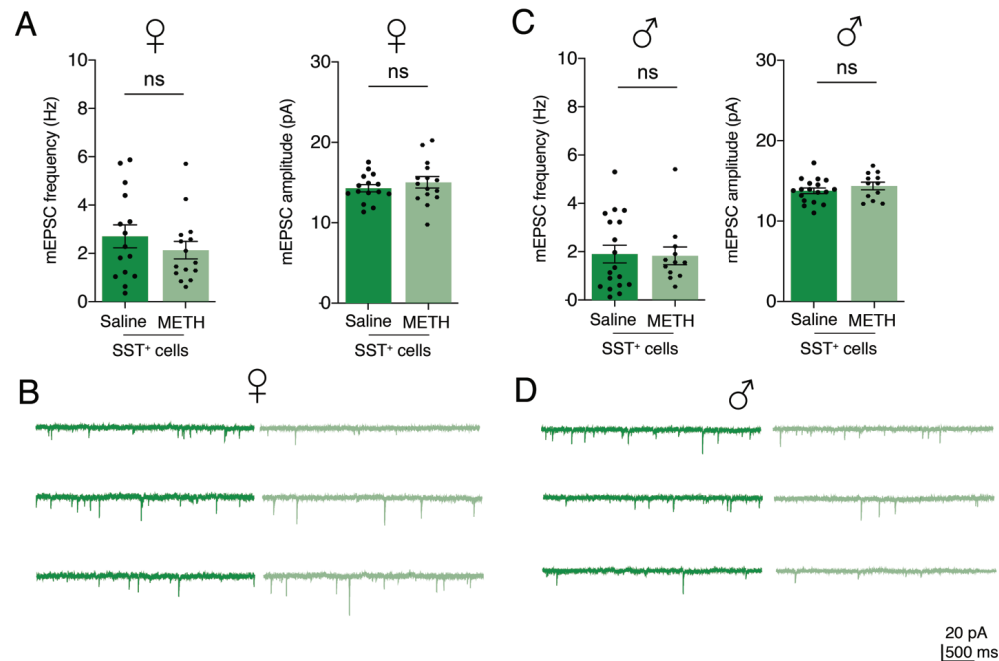 A
♀
♀
10
8
6
4
2
0
mEPSC frequency (Hz)
ns
Saline METH
SST⁺ cells
30
20
10
0
mEPSC amplitude (pA)
ns
Saline METH
SST⁺ cells
C
♂
♂
10
8
6
4
2
0
mEPSC frequency (Hz)
ns
Saline METH
SST⁺ cells
30
20
10
0
mEPSC amplitude (pA)
ns
Saline METH
SST⁺ cells
B
♀
D
♂
20 pA
500 ms